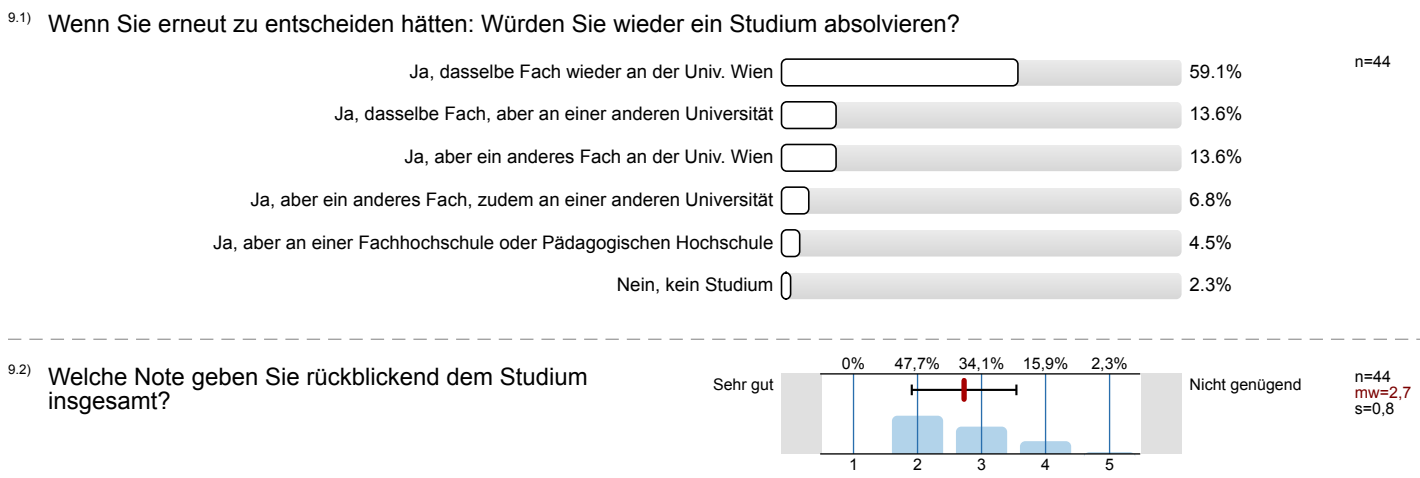 9.1) Wenn Sie erneut zu entscheiden hätten: Würden Sie wieder ein Studium absolvieren?
Ja, dasselbe Fach wieder an der Univ. Wien 59.1% n=44
Ja, dasselbe Fach, aber an einer anderen Universität 13.6%
Ja, aber ein anderes Fach an der Univ. Wien 13.6%
Ja, aber ein anderes Fach, zudem an einer anderen Universität 6.8%
Ja, aber an einer Fachhochschule oder Pädagogischen Hochschule 4.5%
Nein, kein Studium 2.3%
9.2) Welche Note geben Sie rückblickend dem Studium
insgesamt?
0% 47,7% 34,1% 15,9% 2,3%
Sehr gut Nicht genügend
1 2 3 4 5
n=44
mw=2,7
s=0,8